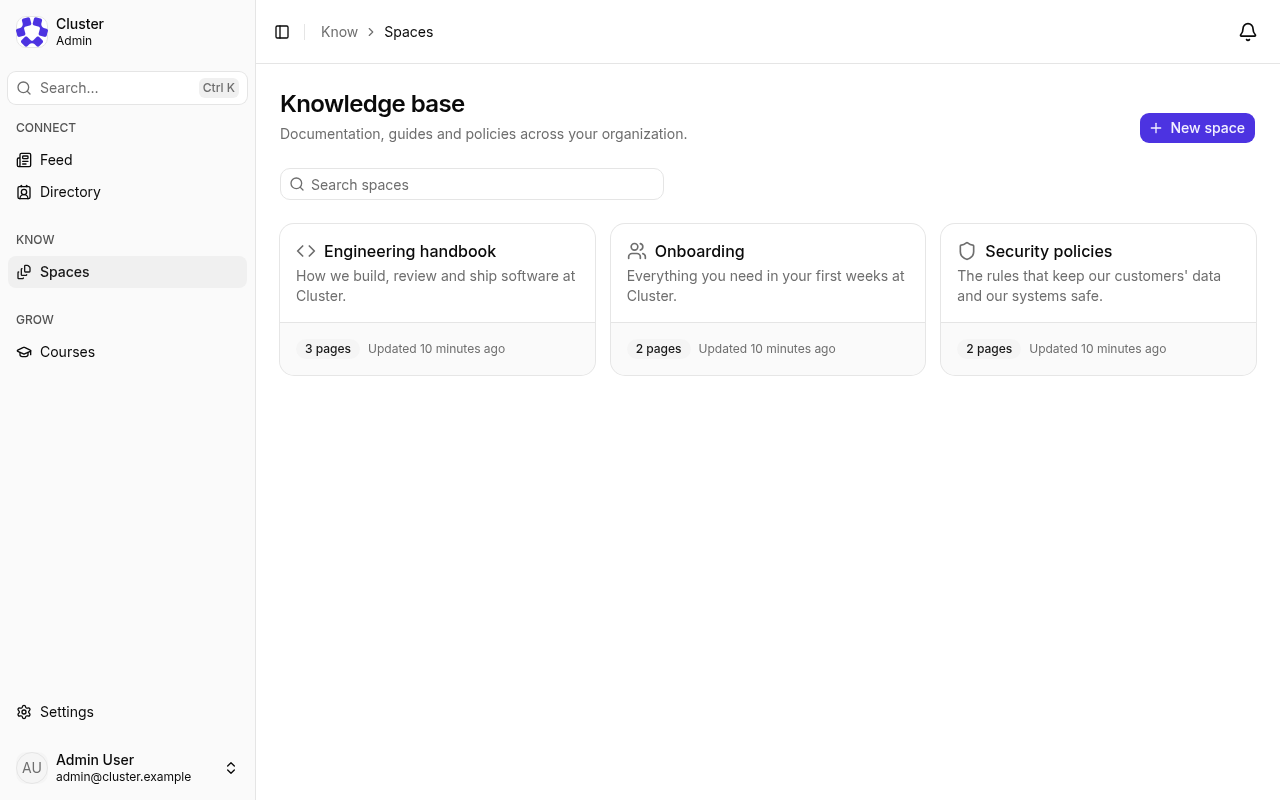 Cluster
Admin
Search...
Ctrl K
CONNECT
Feed
Directory
KNOW
Spaces
GROW
Courses
Settings
AU
Admin User
admin@cluster.example
Know
Spaces
Knowledge base
Documentation, guides and policies across your organization.
New space
Search spaces
Engineering handbook
How we build, review and ship software at
Cluster.
3 pages
Updated 10 minutes ago
Onboarding
Everything you need in your first weeks at
Cluster.
2 pages
Updated 10 minutes ago
Security policies
The rules that keep our customers' data
and our systems safe.
2 pages
Updated 10 minutes ago